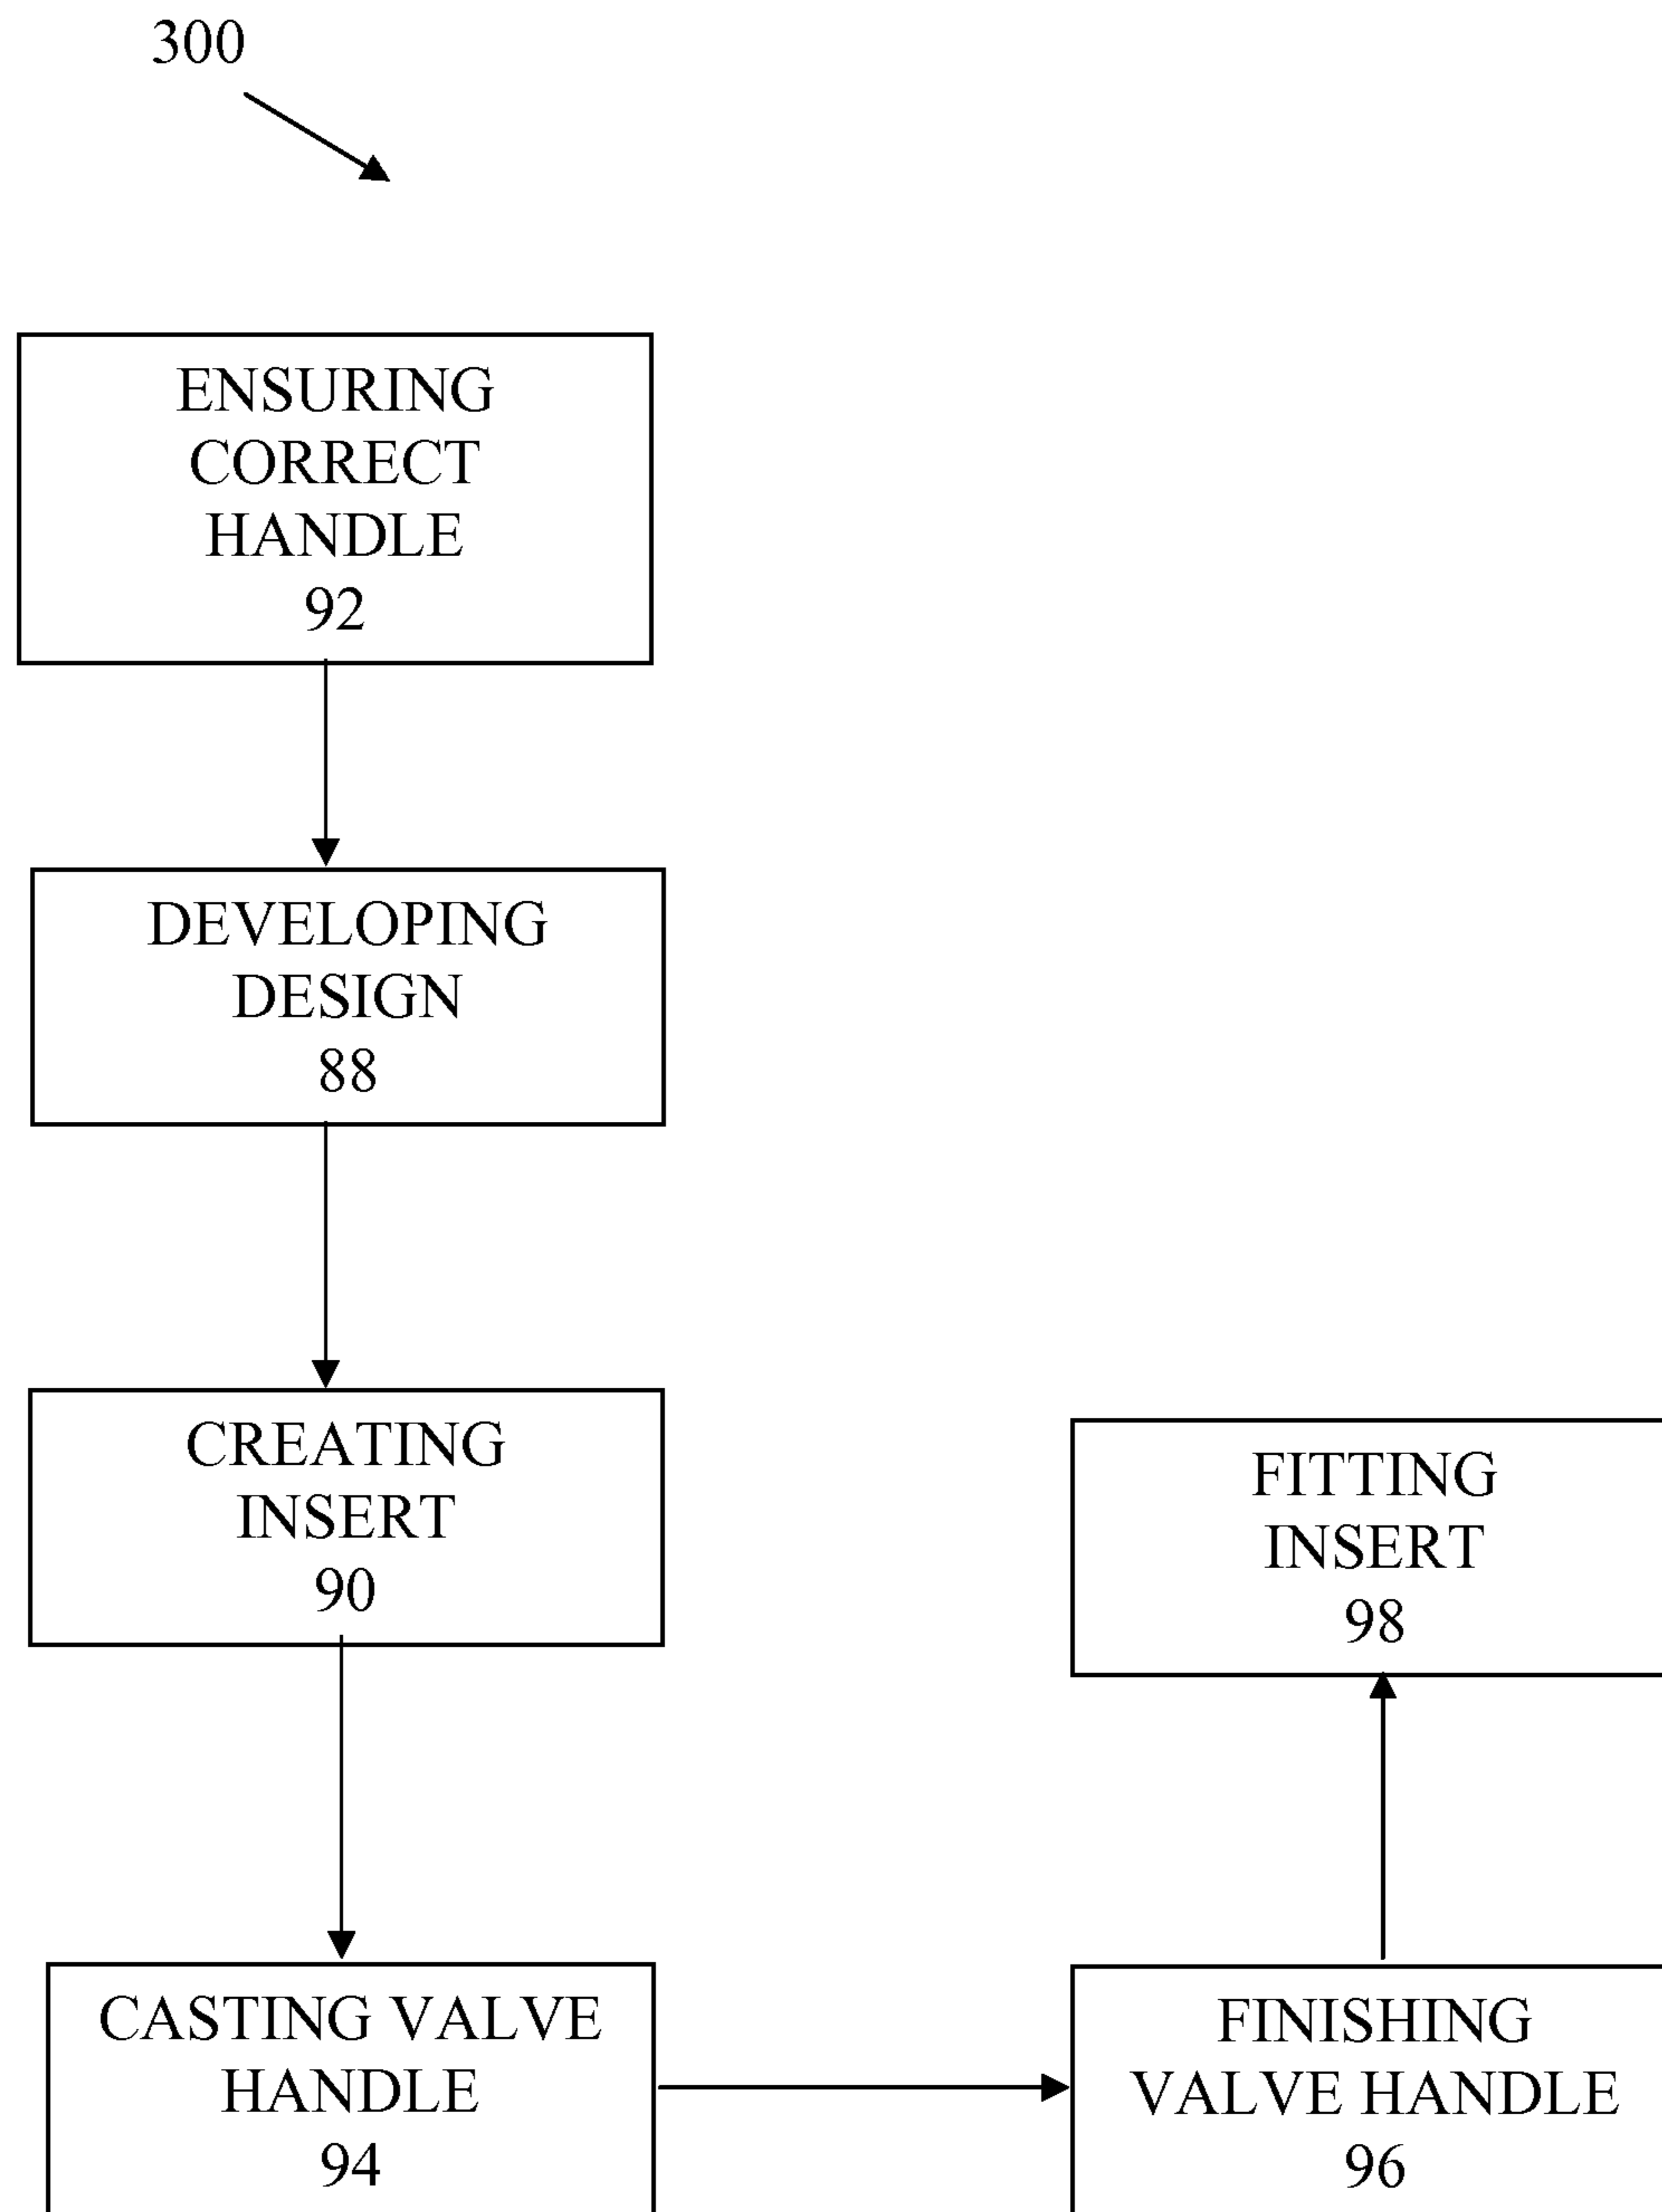 300
ENSURING
CORRECT
HANDLE
92
DEVELOPING
DESIGN
88
CREATING
INSERT
90
CASTING VALVE
HANDLE
94
FINISHING
VALVE HANDLE
96
FITTING
INSERT
98